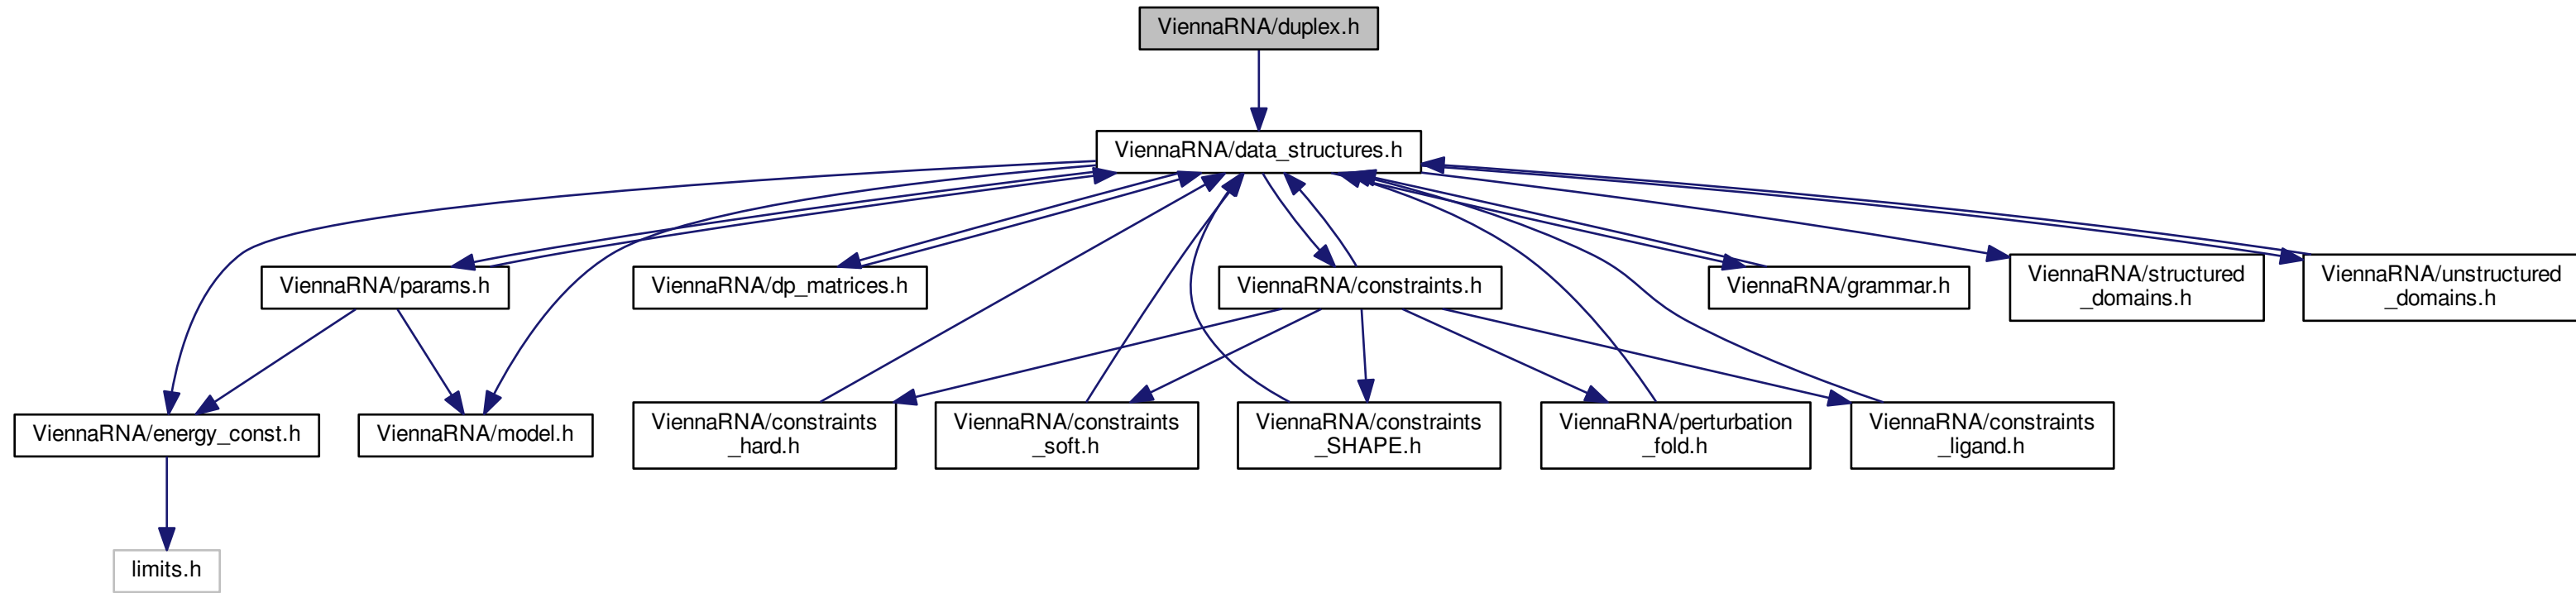 ViennaRNA/duplex.h
ViennaRNA/data_structures.h
ViennaRNA/params.h
ViennaRNA/dp_matrices.h
ViennaRNA/constraints.h
ViennaRNA/grammar.h
ViennaRNA/structured
_domains.h
ViennaRNA/unstructured
_domains.h
ViennaRNA/energy_const.h
ViennaRNA/model.h
ViennaRNA/constraints
_hard.h
ViennaRNA/constraints
_soft.h
ViennaRNA/constraints
_SHAPE.h
ViennaRNA/perturbation
_fold.h
ViennaRNA/constraints
_ligand.h
limits.h